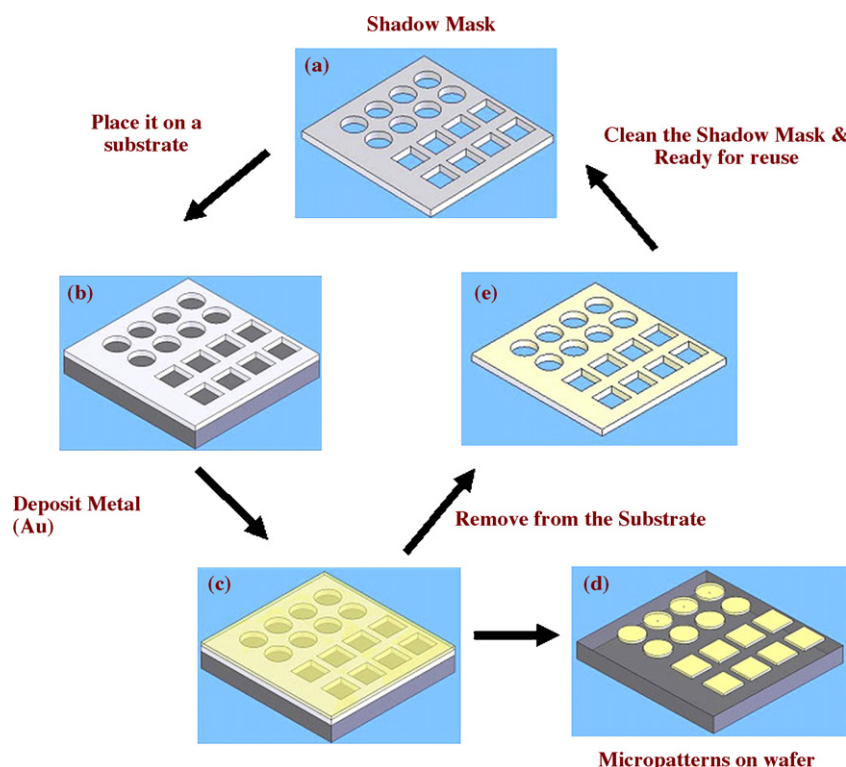 Shadow Mask
(a)
Place it on a
substrate
Clean the Shadow Mask &
Ready for reuse
(b)
(e)
Deposit Metal
(Au)
Remove from the Substrate
(c)
(d)
Micropatterns on wafer